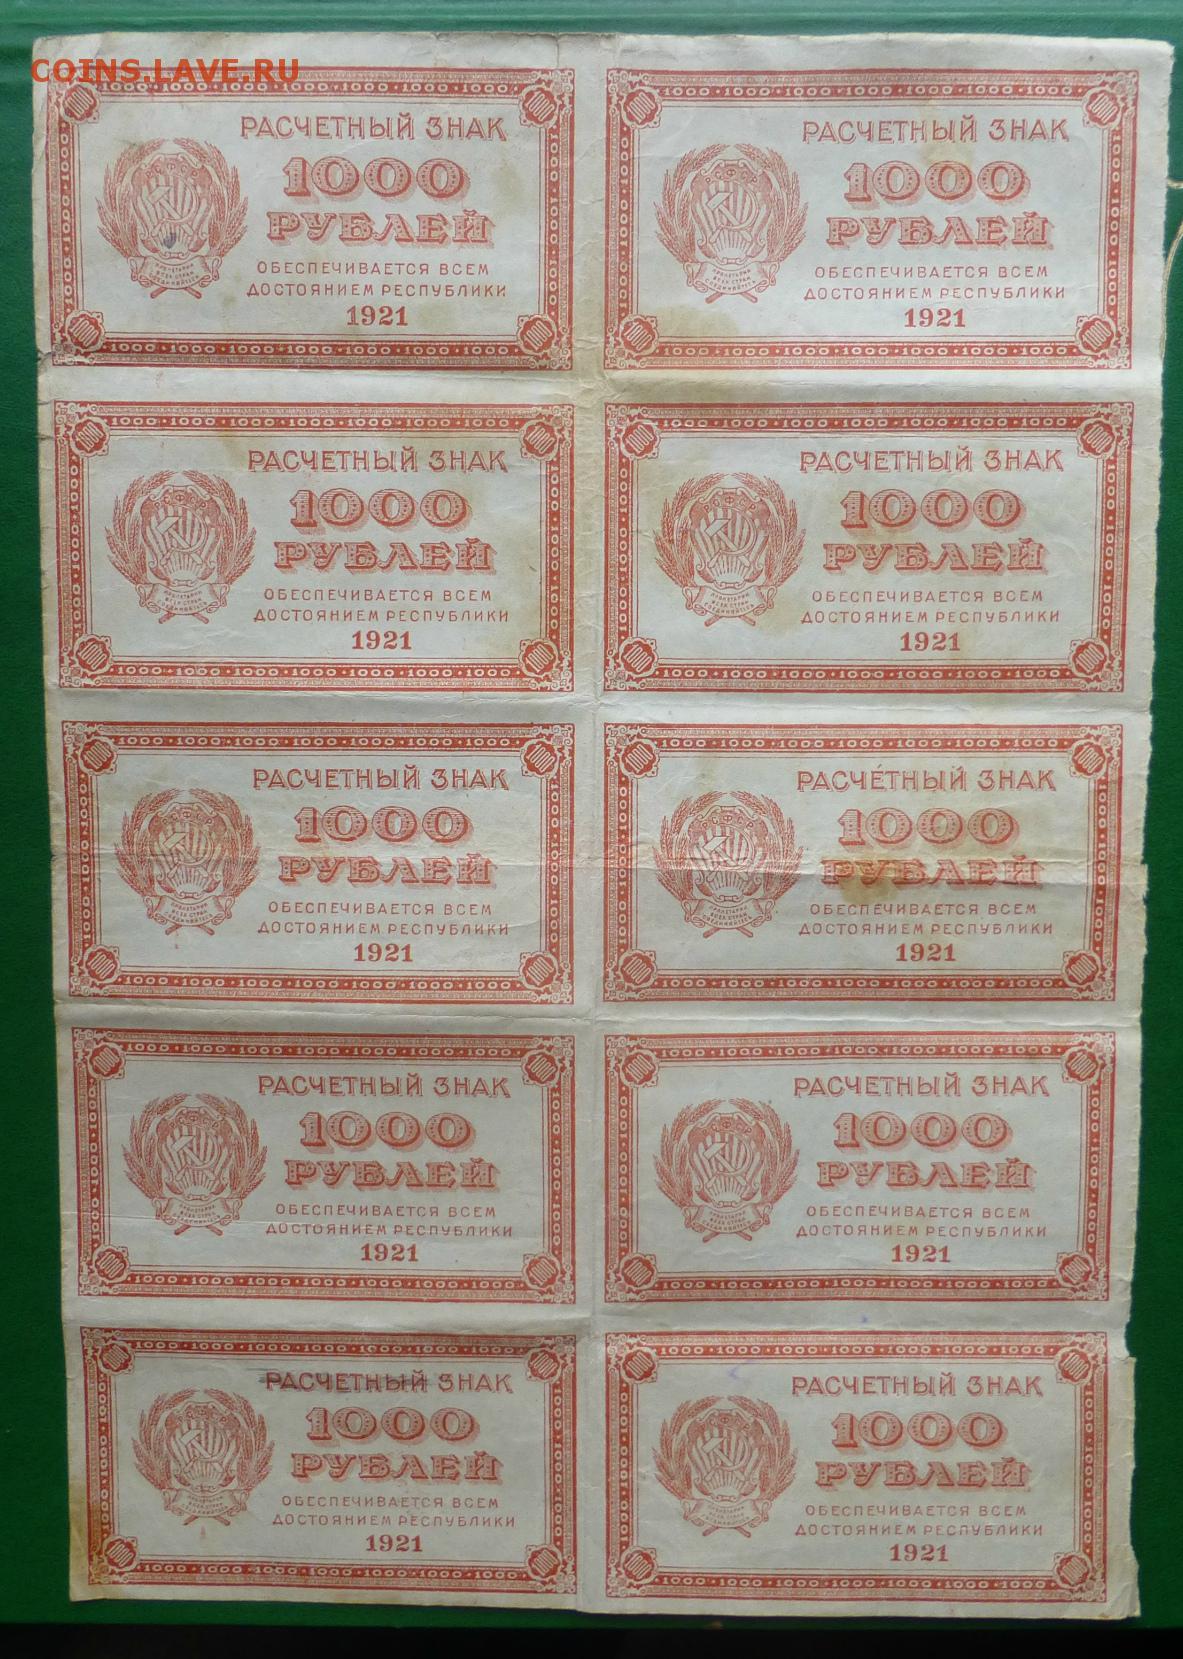 COINS.LAVE.RU
РАСЧЕТНЫЙ ЗНАК
1000
РУБЛЕЙ
ОБЕСПЕЧИВАЕТСЯ ВСЕМ
ДОСТОЯНИЕМ РЕСПУБЛИКИ
1921
РАСЧЕТНЫЙ ЗНАК
1000
РУБЛЕЙ
ОБЕСПЕЧИВАЕТСЯ ВСЕМ
ДОСТОЯНИЕМ РЕСПУБЛИКИ
1921
РАСЧЕТНЫЙ ЗНАК
1000
РУБЛЕЙ
ОБЕСПЕЧИВАЕТСЯ ВСЕМ
ДОСТОЯНИЕМ РЕСПУБЛИКИ
1921
РАСЧЕТНЫЙ ЗНАК
1000
РУБЛЕЙ
ОБЕСПЕЧИВАЕТСЯ ВСЕМ
ДОСТОЯНИЕМ РЕСПУБЛИКИ
1921
РАСЧЕТНЫЙ ЗНАК
1000
РУБЛЕЙ
ОБЕСПЕЧИВАЕТСЯ ВСЕМ
ДОСТОЯНИЕМ РЕСПУБЛИКИ
1921
РАСЧЕТНЫЙ ЗНАК
1000
РУБЛЕЙ
ОБЕСПЕЧИВАЕТСЯ ВСЕМ
ДОСТОЯНИЕМ РЕСПУБЛИКИ
1921
РАСЧЕТНЫЙ ЗНАК
1000
РУБЛЕЙ
ОБЕСПЕЧИВАЕТСЯ ВСЕМ
ДОСТОЯНИЕМ РЕСПУБЛИКИ
1921
РАСЧЕТНЫЙ ЗНАК
1000
РУБЛЕЙ
ОБЕСПЕЧИВАЕТСЯ ВСЕМ
ДОСТОЯНИЕМ РЕСПУБЛИКИ
1921
РАСЧЕТНЫЙ ЗНАК
1000
РУБЛЕЙ
ОБЕСПЕЧИВАЕТСЯ ВСЕМ
ДОСТОЯНИЕМ РЕСПУБЛИКИ
1921
РАСЧЕТНЫЙ ЗНАК
1000
РУБЛЕЙ
ОБЕСПЕЧИВАЕТСЯ ВСЕМ
ДОСТОЯНИЕМ РЕСПУБЛИКИ
1921